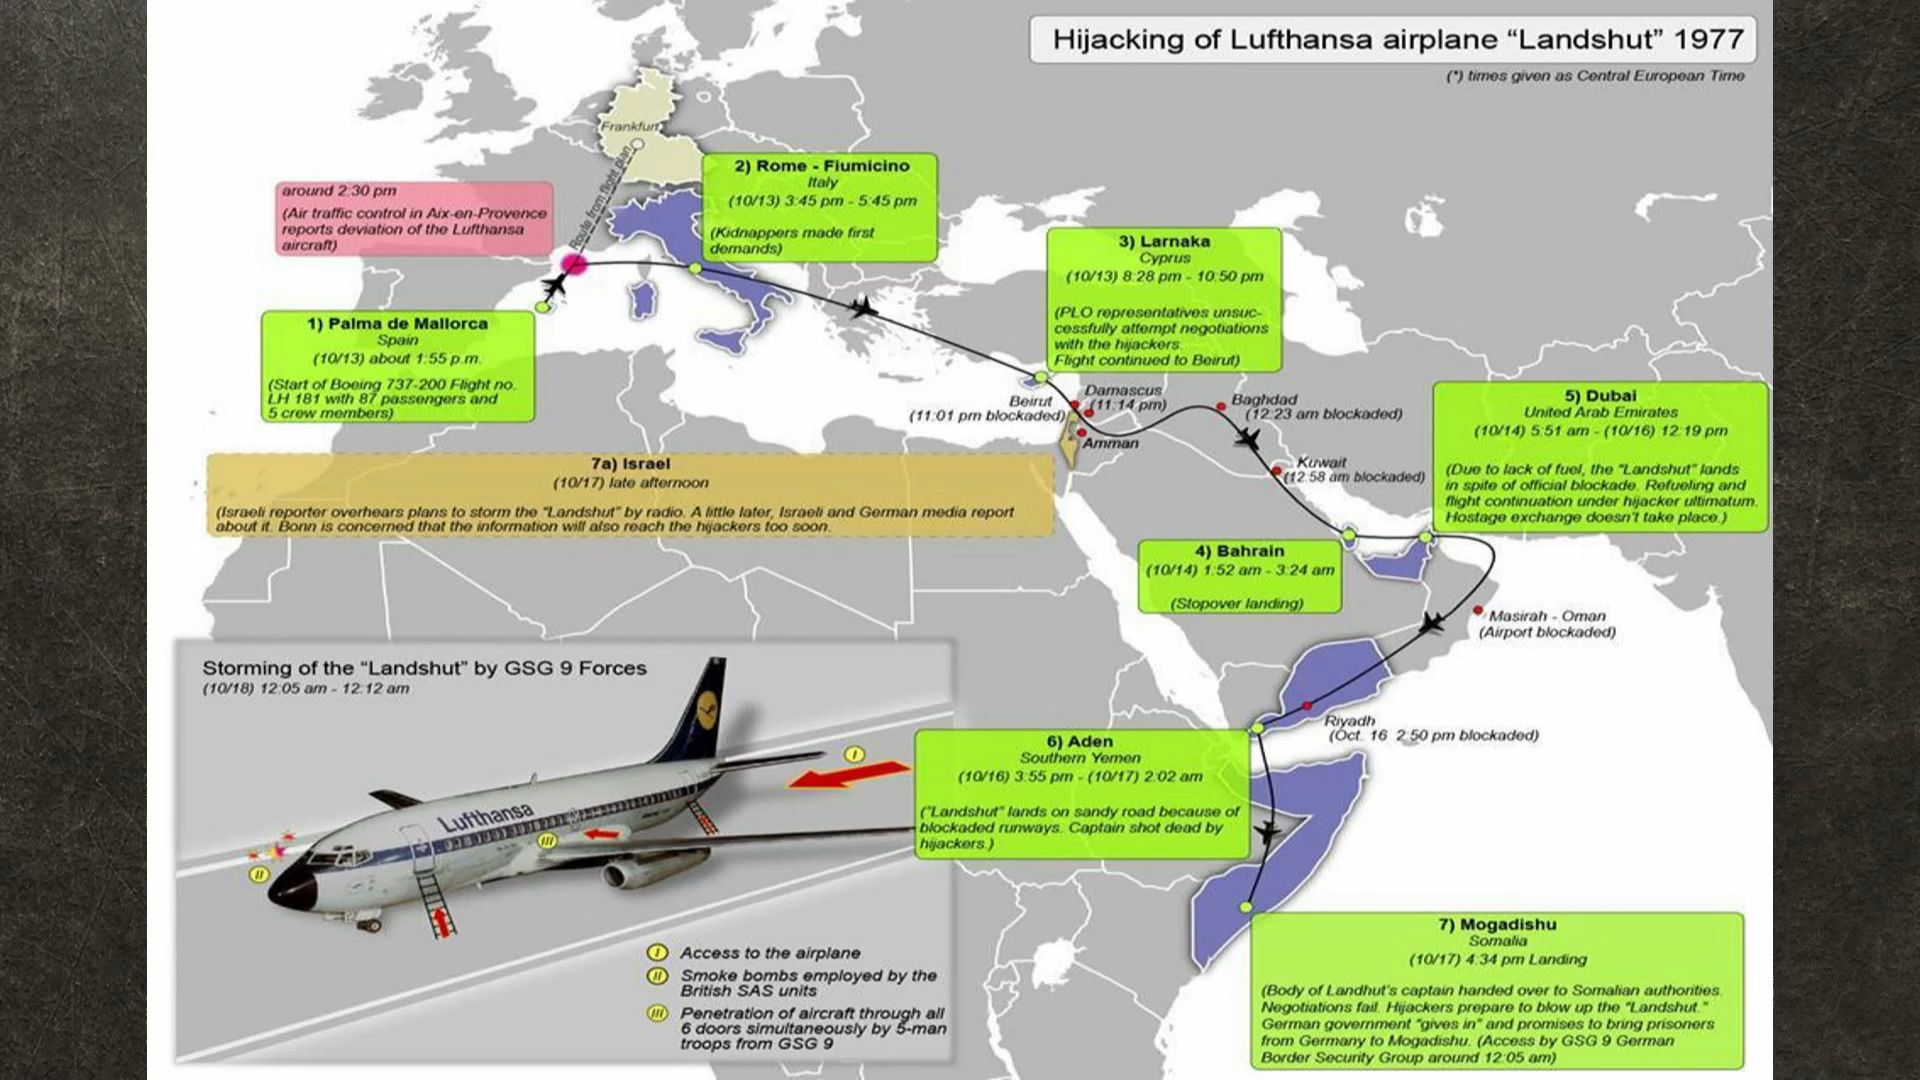 Hijacking of Lufthansa airplane “Landshut” 1977
(*) times given as Central European Time
Frankfurt
Route from flight plan
around 2:30 pm
(Air traffic control in Aix-en-Provence
reports deviation of the Lufthansa
aircraft)
2) Rome - Fiumicino
Italy
(10/13) 3:45 pm - 5:45 pm
(Kidnappers made first
demands)
1) Palma de Mallorca
Spain
(10/13) about 1:55 p.m.
(Start of Boeing 737-200 Flight no.
LH 181 with 87 passengers and
5 crew members)
3) Larnaka
Cyprus
(10/13) 8:28 pm - 10:50 pm
(PLO representatives unsuc-
cessfully attempt negotiations
with the hijackers.
Flight continued to Beirut)
Beirut
(11:01 pm blockaded)
Damascus
(11:14 pm)
Amman
Baghdad
(12:23 am blockaded)
Kuwait
(12:58 am blockaded)
5) Dubai
United Arab Emirates
(10/14) 5:51 am - (10/16) 12:19 pm
(Due to lack of fuel, the “Landshut” lands
in spite of official blockade. Refueling and
flight continuation under hijacker ultimatum.
Hostage exchange doesn't take place.)
7a) Israel
(10/17) late afternoon
(Israeli reporter overhears plans to storm the “Landshut” by radio. A little later, Israeli and German media report
about it. Bonn is concerned that the information will also reach the hijackers too soon.
4) Bahrain
(10/14) 1:52 am - 3:24 am
(Stopover landing)
Masirah - Oman
(Airport blockaded)
Riyadh
(Oct. 16 2:50 pm blockaded)
6) Aden
Southern Yemen
(10/16) 3:55 pm - (10/17) 2:02 am
(“Landshut” lands on sandy road because of
blockaded runways. Captain shot dead by
hijackers.)
7) Mogadishu
Somalia
(10/17) 4:34 pm Landing
(Body of Landhut's captain handed over to Somalian authorities.
Negotiations fail. Hijackers prepare to blow up the “Landshut.”
German government “gives in” and promises to bring prisoners
from Germany to Mogadishu. (Access by GSG 9 German
Border Security Group around 12:05 am)
Storming of the “Landshut” by GSG 9 Forces
(10/18) 12:05 am - 12:12 am
I
Lufthansa
III
II
I Access to the airplane
II Smoke bombs employed by the
British SAS units
III Penetration of aircraft through all
6 doors simultaneously by 5-man
troops from GSG 9